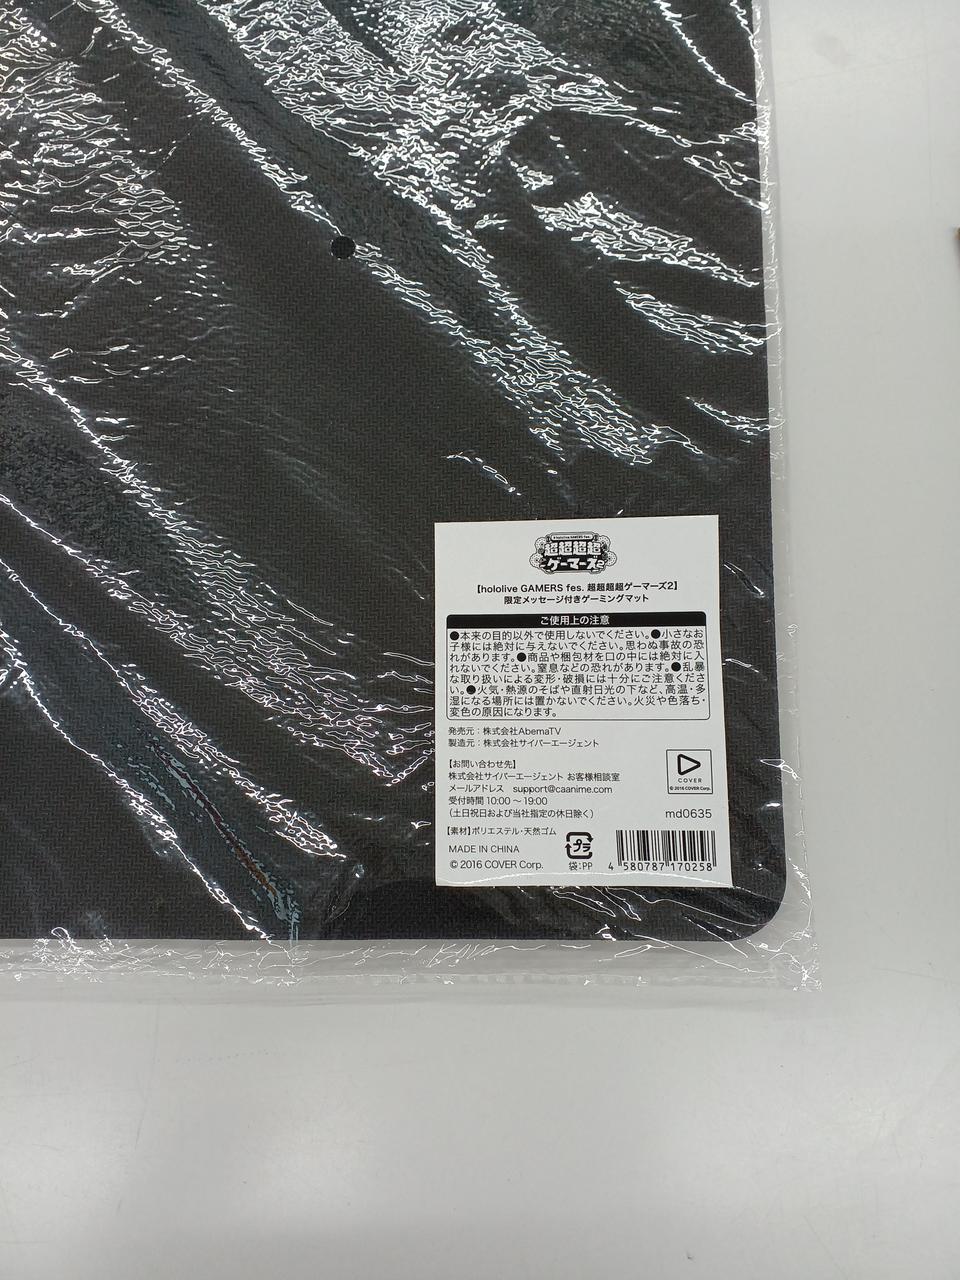 hololive GAMERS fes.
超超超超
ゲーマーズ2
【hololive GAMERS fes. 超超超超ゲーマーズ2】
限定メッセージ付きゲーミングマット
ご使用上の注意
●本来の目的以外で使用しないでください。●小さなお
子様には絶対に与えないでください。思わぬ事故の恐
れがあります。●商品や梱包材を口の中には絶対に入
れないでください。窒息などの恐れがあります。●乱暴
な取り扱いによる変形・破損には十分にご注意くださ
い。●火気・熱源のそばや直射日光の下など、高温・多
湿になる場所には置かないでください。火災や色落ち・
変色の原因になります。
発売元：株式会社AbemaTV
製造元：株式会社サイバーエージェント
【お問い合わせ先】
株式会社サイバーエージェント お客様相談室
メールアドレス support@caanime.com
受付時間 10:00～19:00
（土日祝日および当社指定の休日除く）
COVER
© 2016 COVER Corp.
md0635
【素材】ポリエステル・天然ゴム
MADE IN CHINA
© 2016 COVER Corp.
プラ
袋:PP
4 580787 170258